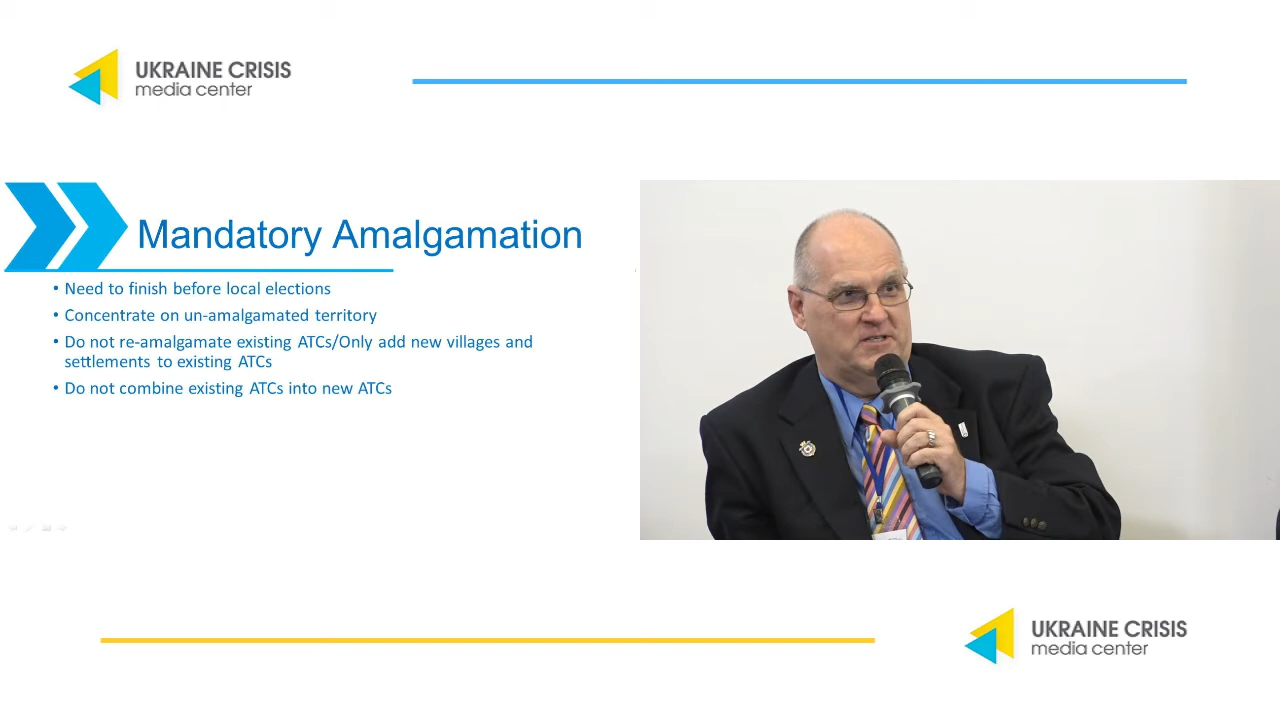 UKRAINE CRISIS
media center
Mandatory Amalgamation
• Need to finish before local elections
• Concentrate on un-amalgamated territory
• Do not re-amalgamate existing ATCs/Only add new villages and
settlements to existing ATCs
• Do not combine existing ATCs into new ATCs
UKRAINE CRISIS
media center